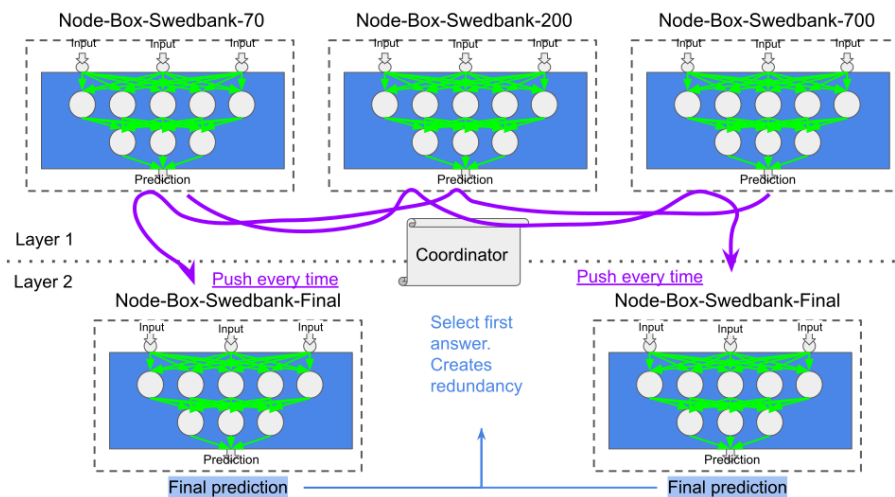 Node-Box-Swedbank-70
Node-Box-Swedbank-200
Node-Box-Swedbank-700
Input
Input
Input
Input
Input
Input
Input
Input
Input
Prediction
Prediction
Prediction
Layer 1
Coordinator
Layer 2
Push every time
Push every time
Node-Box-Swedbank-Final
Node-Box-Swedbank-Final
Input
Input
Input
Select first
answer.
Creates
redundancy
Input
Input
Input
Prediction
Prediction
Final prediction
Final prediction